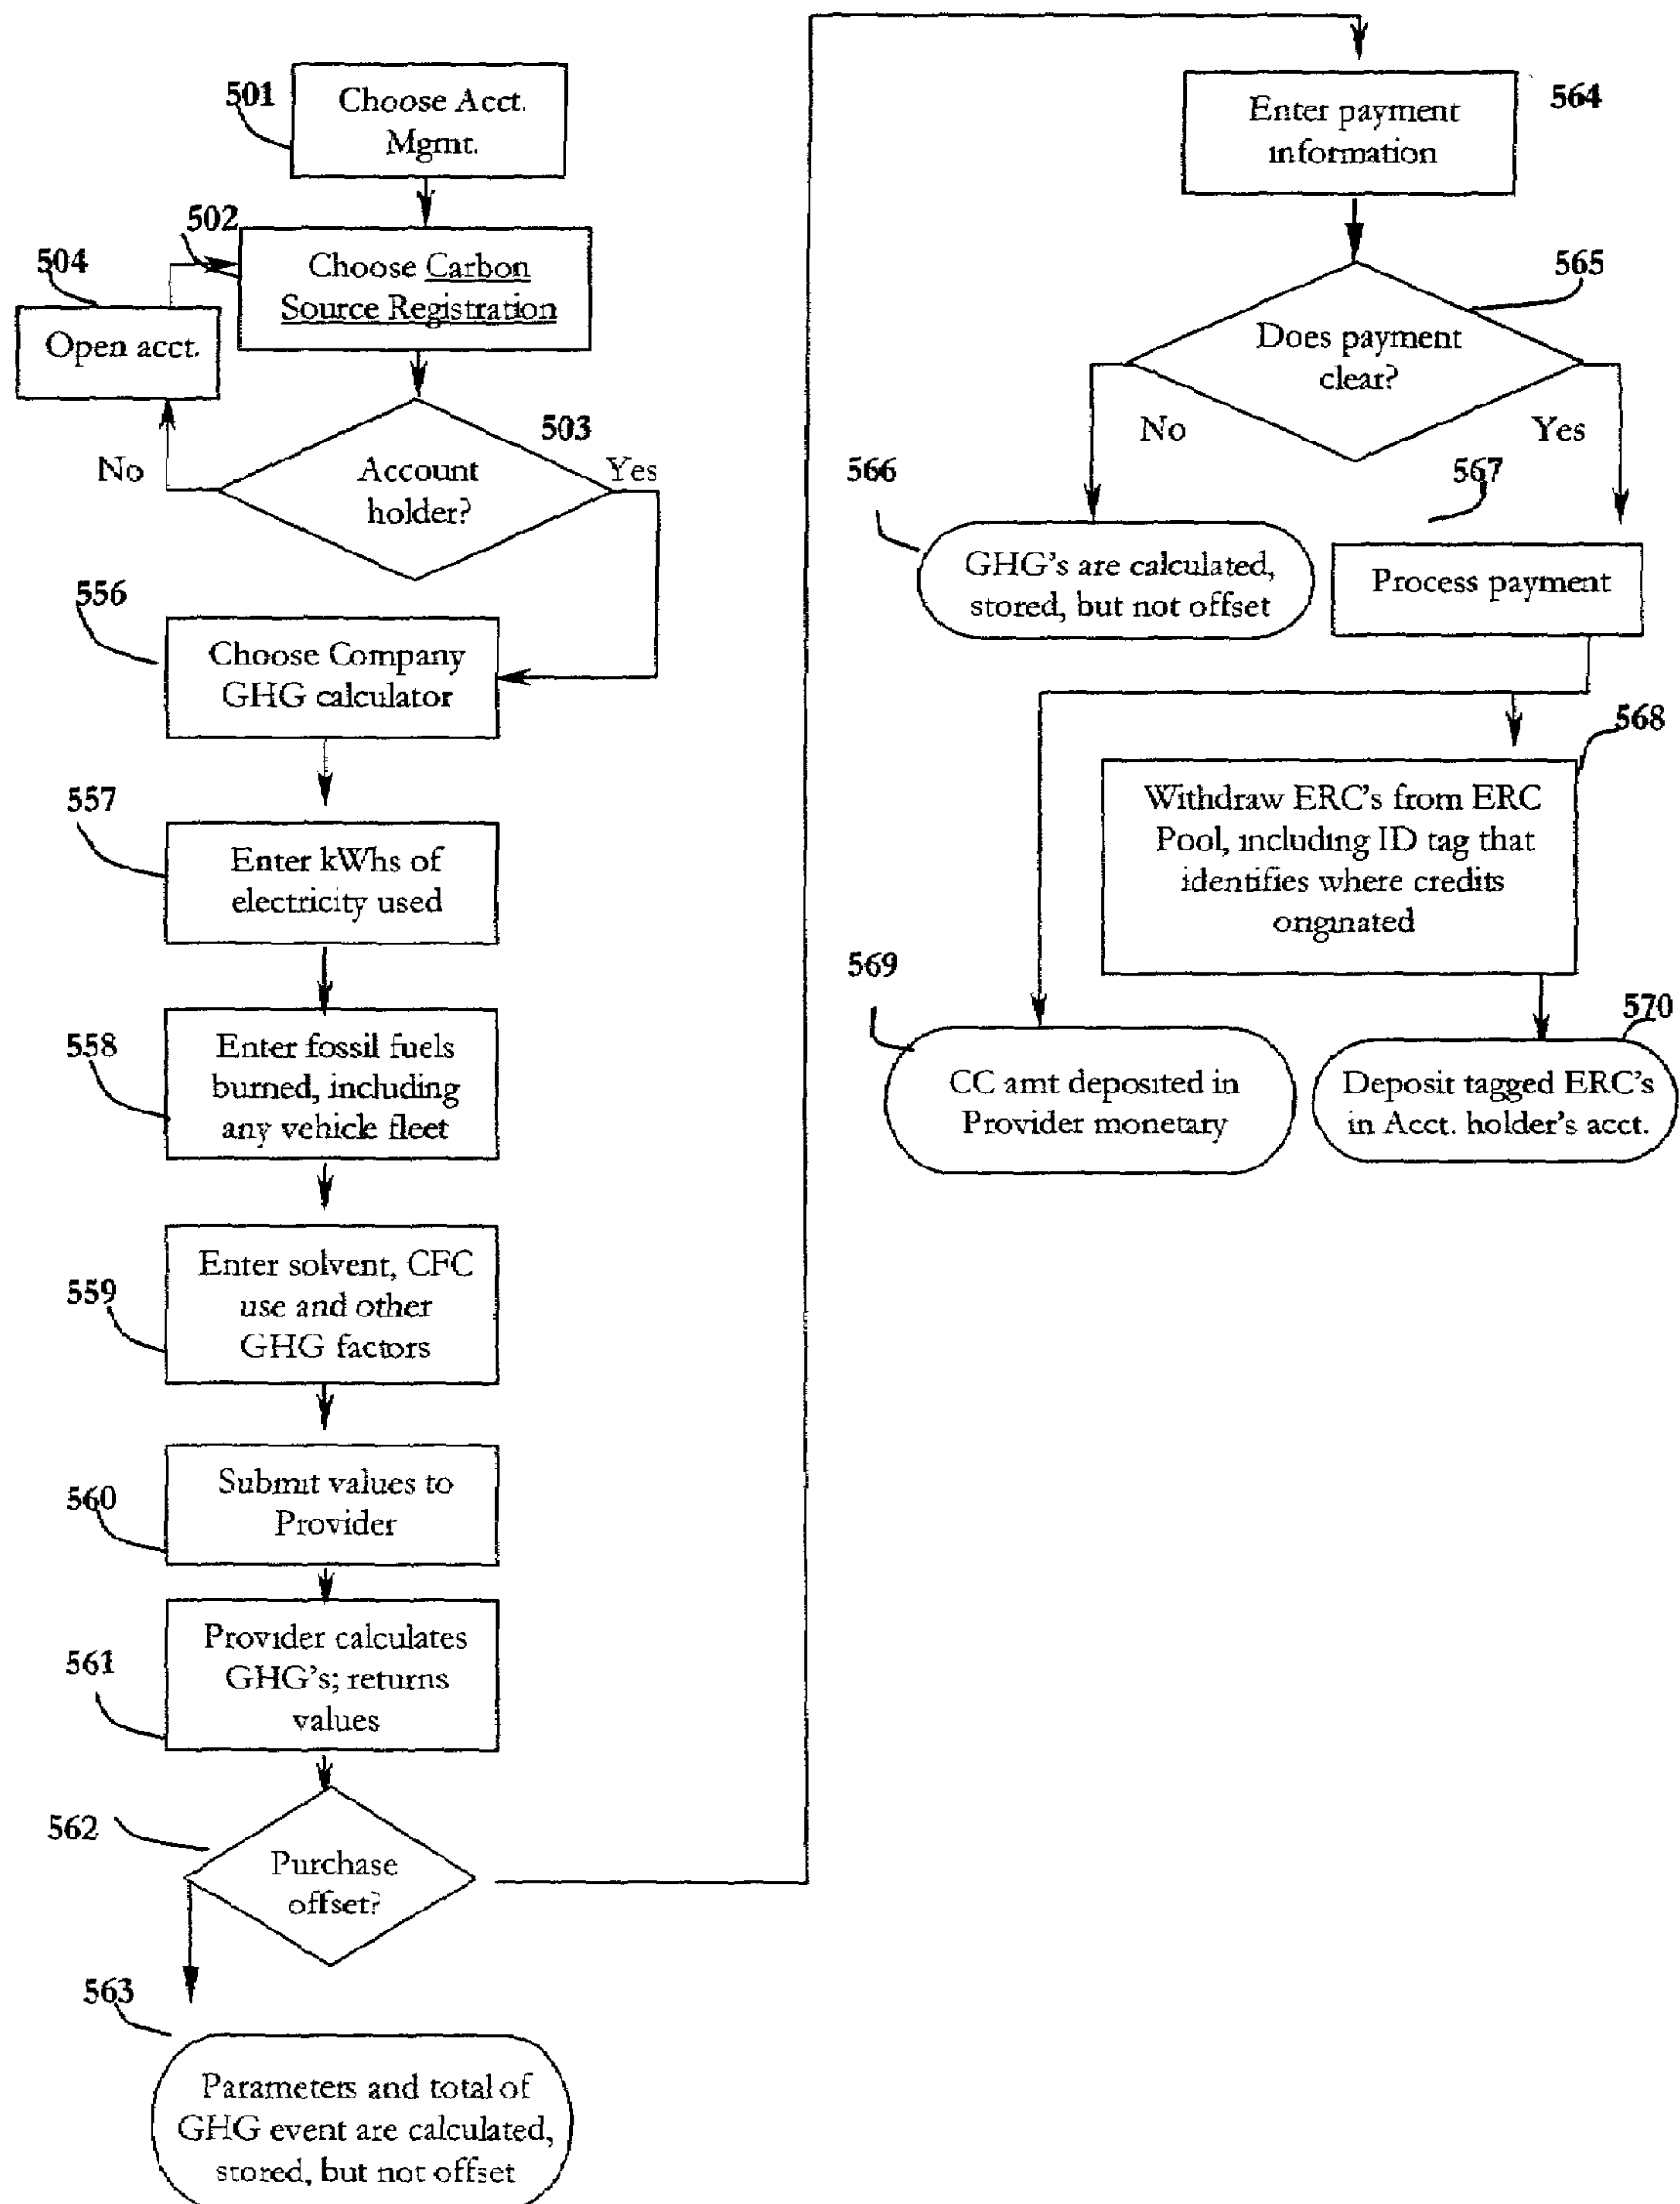 501
Choose Acct.
Mgmt.
502
Choose Carbon
Source Registration
504
Open acct.
503
Account
holder?
No
Yes
556
Choose Company
GHG calculator
557
Enter kWhs of
electricity used
558
Enter fossil fuels
burned, including
any vehicle fleet
559
Enter solvent, CFC
use and other
GHG factors
560
Submit values to
Provider
561
Provider calculates
GHG's; returns
values
562
Purchase
offset?
563
Parameters and total of
GHG event are calculated,
stored, but not offset
564
Enter payment
information
565
Does payment
clear?
No
Yes
566
GHG's are calculated,
stored, but not offset
567
Process payment
568
Withdraw ERC's from ERC
Pool, including ID tag that
identifies where credits
originated
569
CC amt deposited in
Provider monetary
570
Deposit tagged ERC's
in Acct. holder's acct.